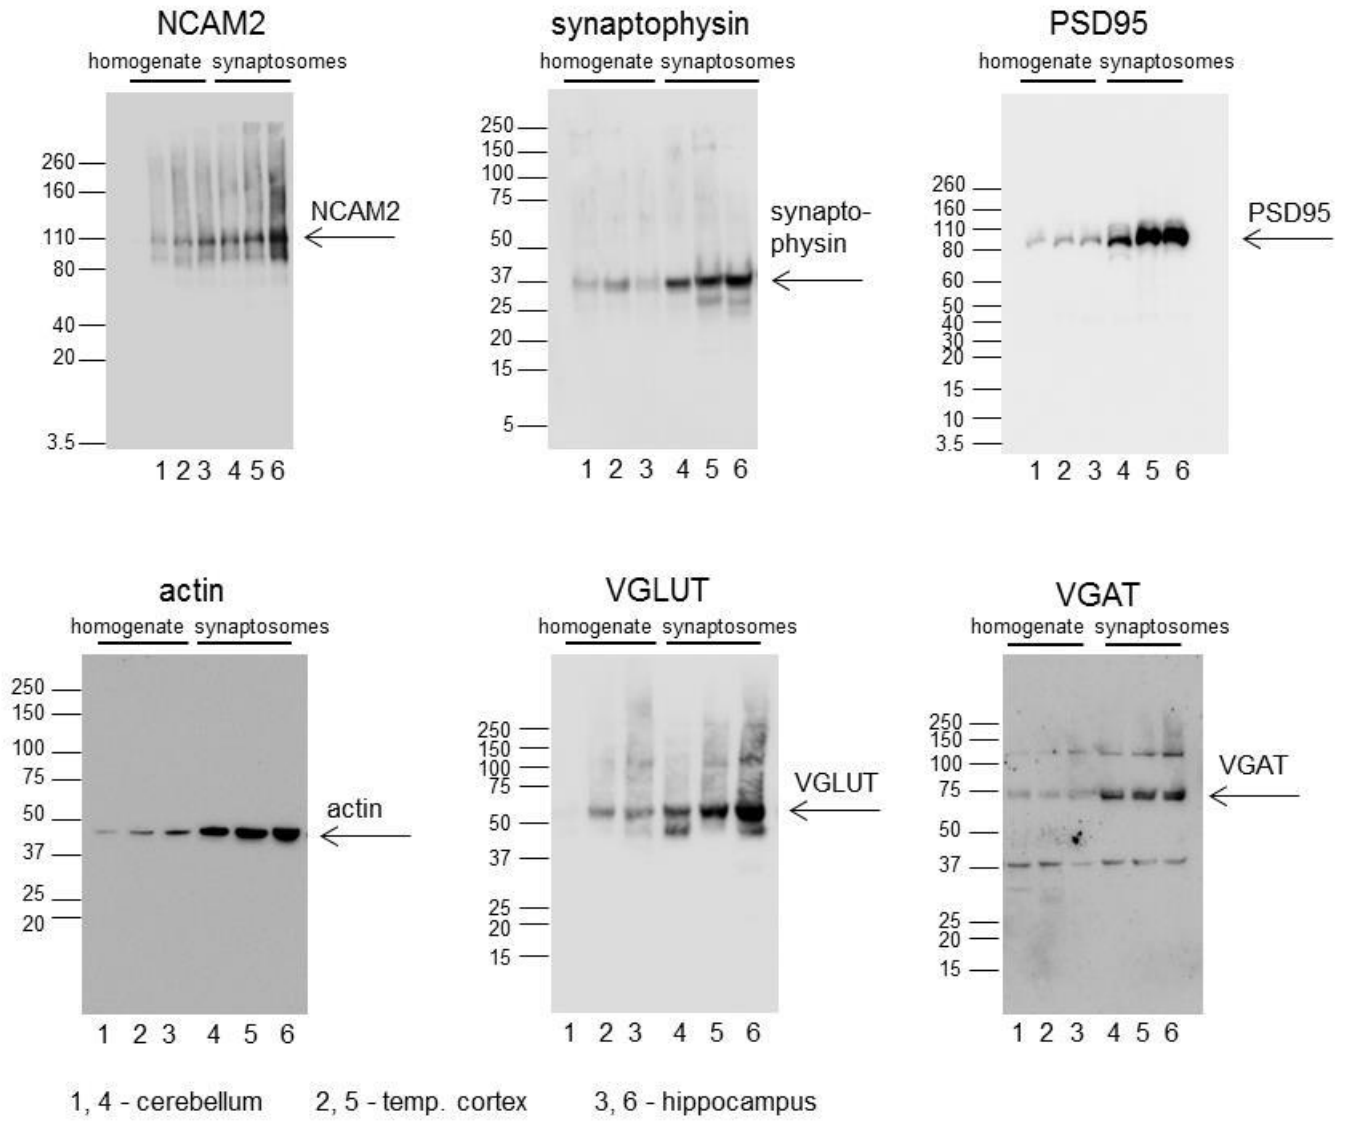 NCAM2
homogenate synaptosomes
260
160
110
80
40
20
3.5
NCAM2
1 2 3 4 5 6
synaptophysin
homogenate synaptosomes
250
150
100
75
50
37
25
20
15
5
synapto-
physin
1 2 3 4 5 6
PSD95
homogenate synaptosomes
260
160
110
80
60
50
40
30
20
15
10
3.5
PSD95
1 2 3 4 5 6
actin
homogenate synaptosomes
250
150
100
75
50
37
25
20
actin
1 2 3 4 5 6
VGLUT
homogenate synaptosomes
250
150
100
75
50
37
25
20
15
VGLUT
1 2 3 4 5 6
VGAT
homogenate synaptosomes
250
150
100
75
50
37
25
20
15
VGAT
1 2 3 4 5 6
1, 4 - cerebellum 2, 5 - temp. cortex 3, 6 - hippocampus